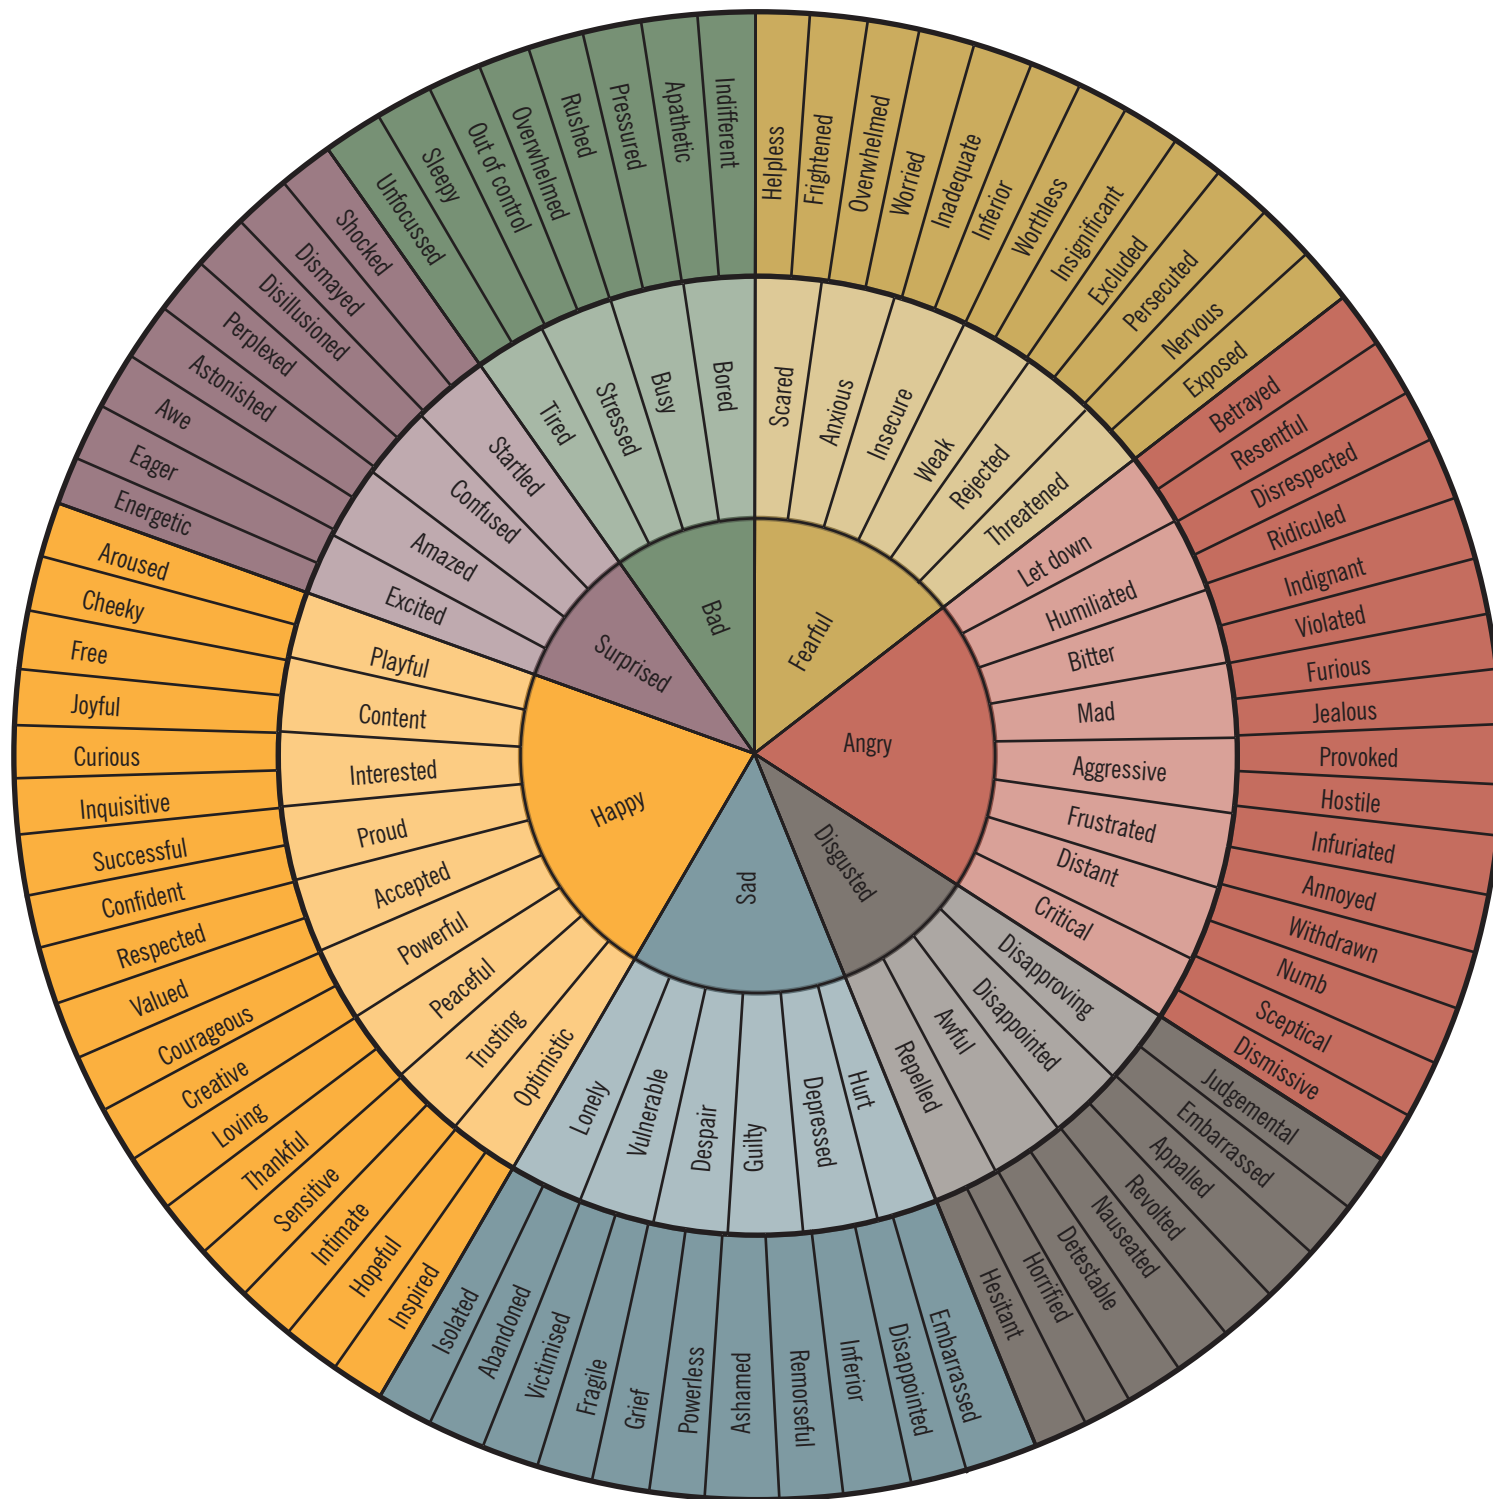 Fearful
Angry
Disgusted
Sad
Happy
Surprised
Bad
Scared
Anxious
Insecure
Weak
Rejected
Threatened
Let down
Humiliated
Bitter
Mad
Aggressive
Frustrated
Distant
Critical
Disapproving
Disappointed
Awful
Repelled
Hurt
Depressed
Guilty
Despair
Vulnerable
Lonely
Optimistic
Trusting
Peaceful
Powerful
Accepted
Proud
Interested
Content
Playful
Excited
Amazed
Confused
Startled
Tired
Stressed
Busy
Bored
Helpless
Frightened
Overwhelmed
Worried
Inadequate
Inferior
Worthless
Insignificant
Excluded
Persecuted
Nervous
Exposed
Betrayed
Resentful
Disrespected
Ridiculed
Indignant
Violated
Furious
Jealous
Provoked
Hostile
Infuriated
Annoyed
Withdrawn
Numb
Sceptical
Dismissive
Judgemental
Embarrassed
Appalled
Revolted
Nauseated
Detestable
Horrified
Hesitant
Embarrassed
Disappointed
Inferior
Remorseful
Ashamed
Powerless
Grief
Fragile
Victimised
Abandoned
Isolated
Inspired
Hopeful
Intimate
Sensitive
Thankful
Loving
Creative
Courageous
Valued
Respected
Confident
Successful
Inquisitive
Curious
Joyful
Free
Cheeky
Aroused
Energetic
Eager
Awe
Astonished
Perplexed
Disillusioned
Dismayed
Shocked
Unfocussed
Sleepy
Out of control
Overwhelmed
Rushed
Pressured
Apathetic
Indifferent